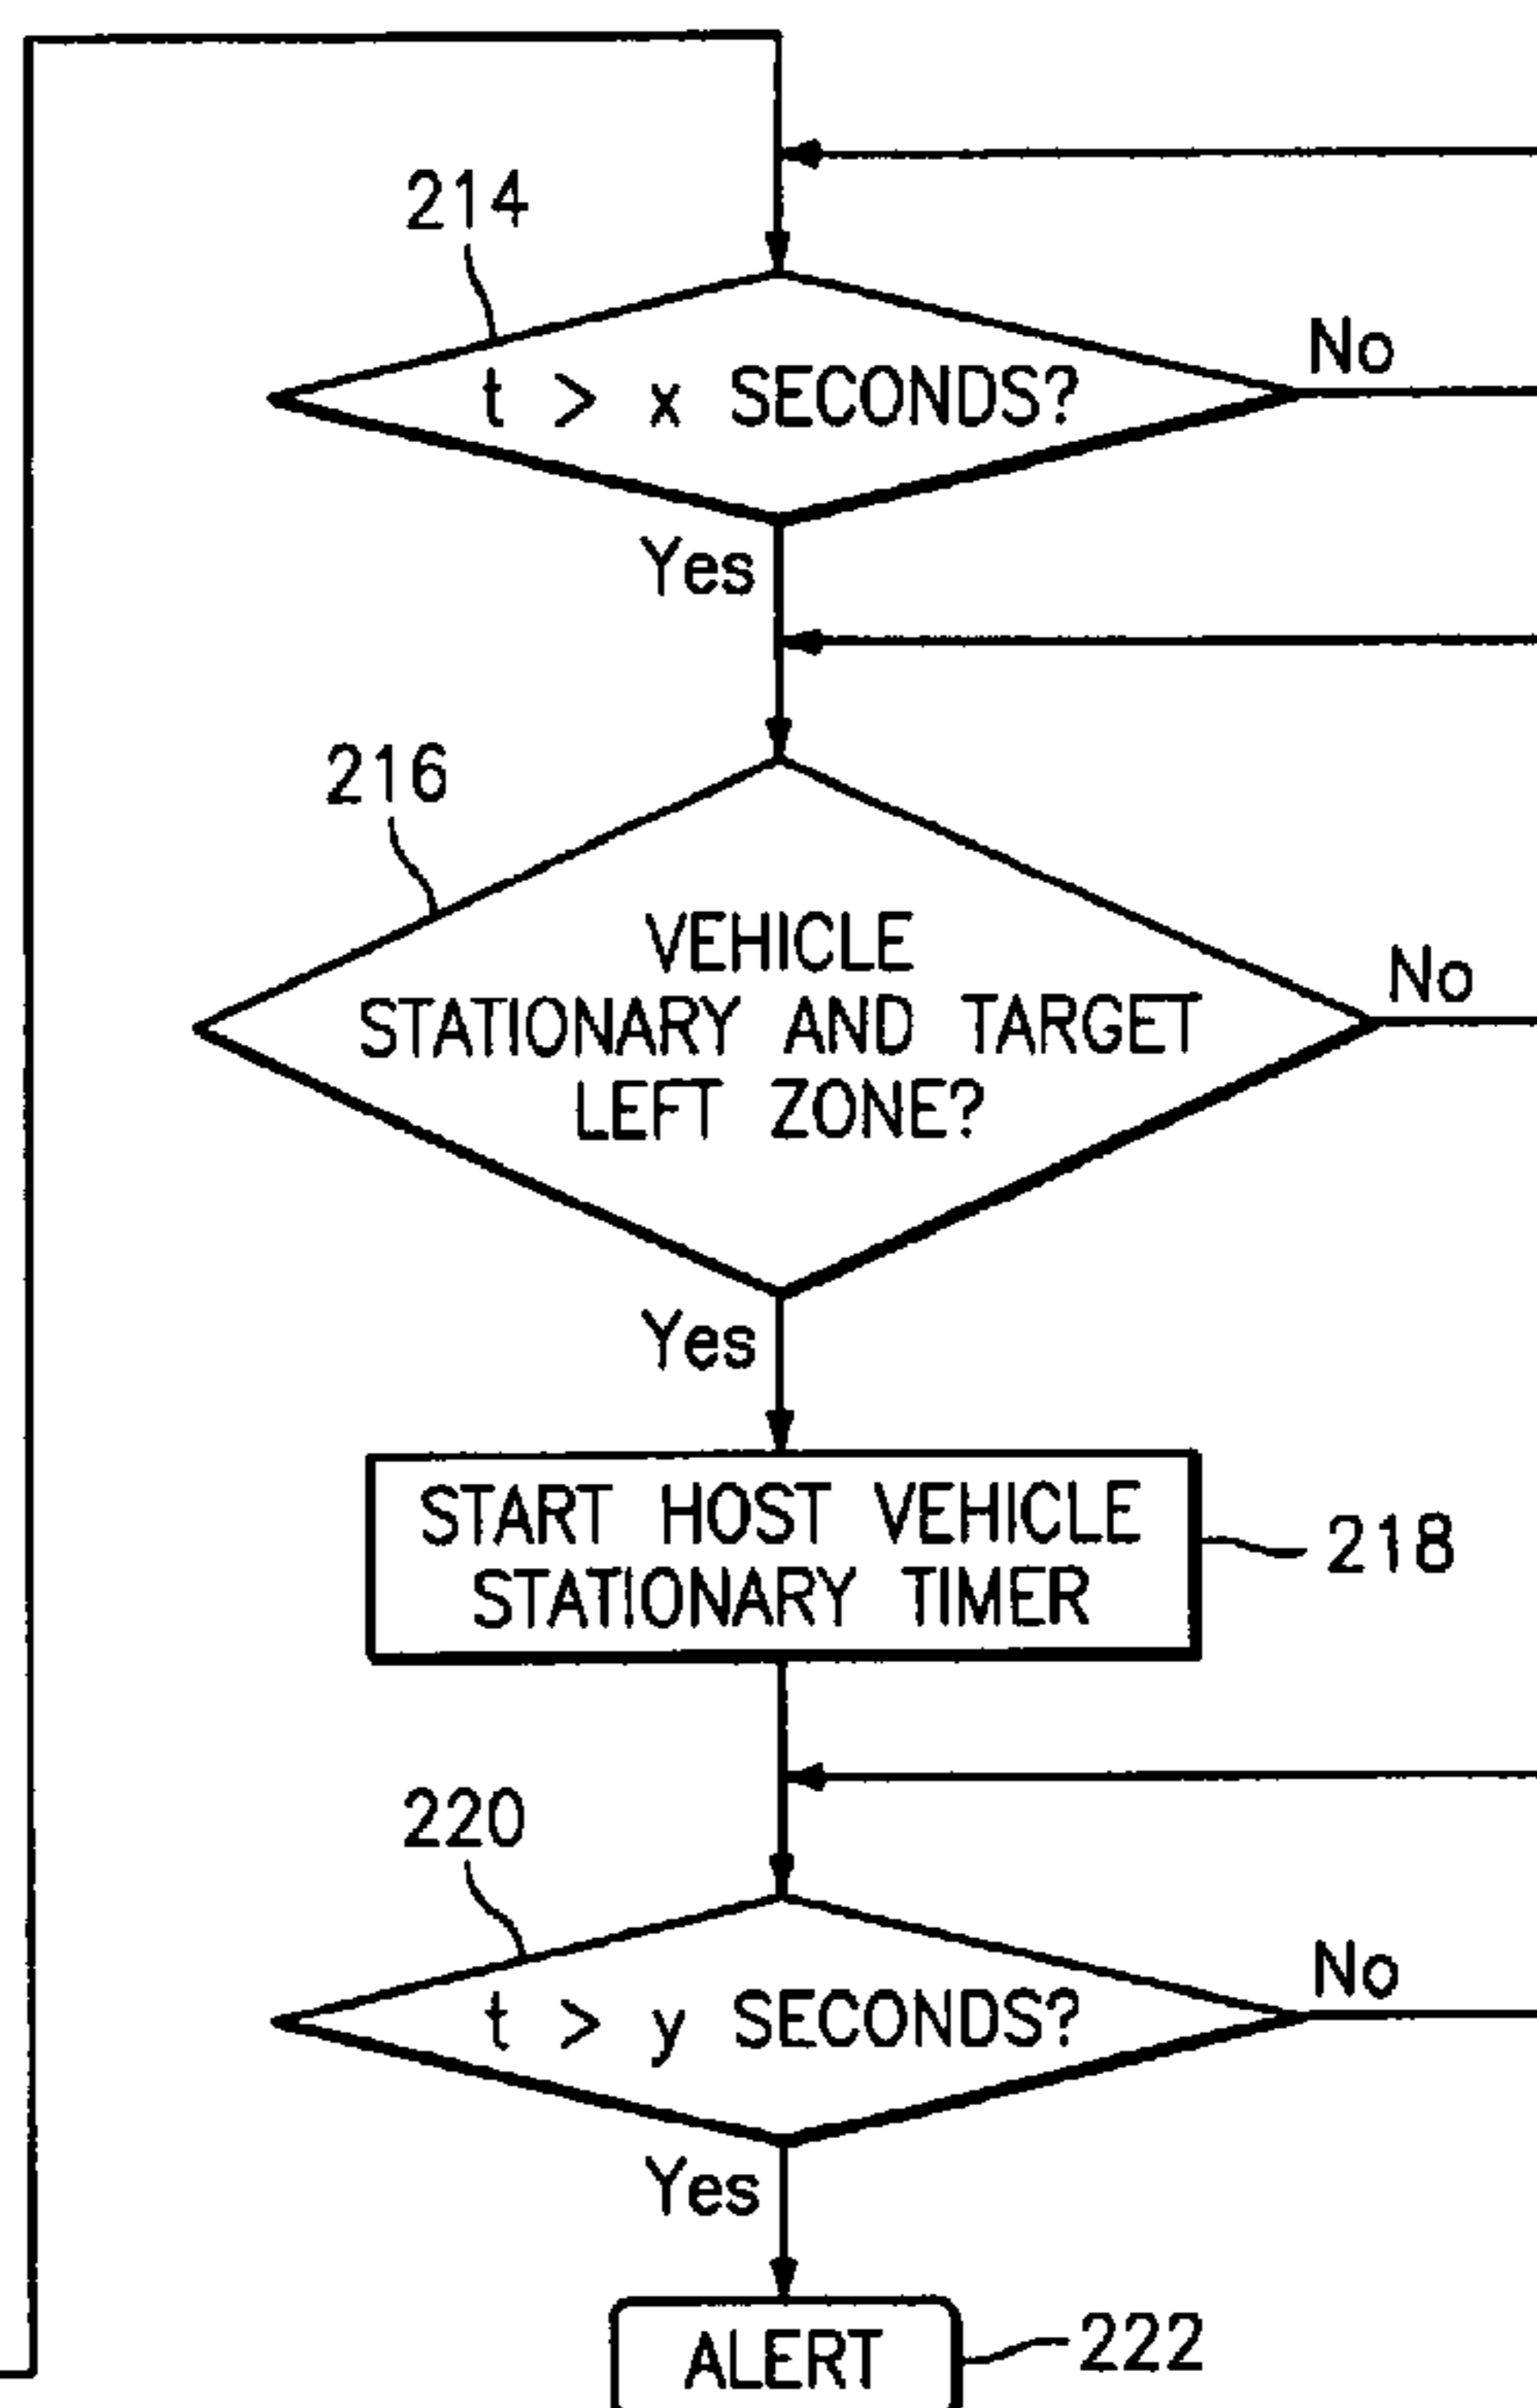 214
t > x SECONDS?
No
Yes
216
VEHICLE
STATIONARY AND TARGET
LEFT ZONE?
No
Yes
START HOST VEHICLE
STATIONARY TIMER
218
220
t > y SECONDS?
No
Yes
ALERT
222